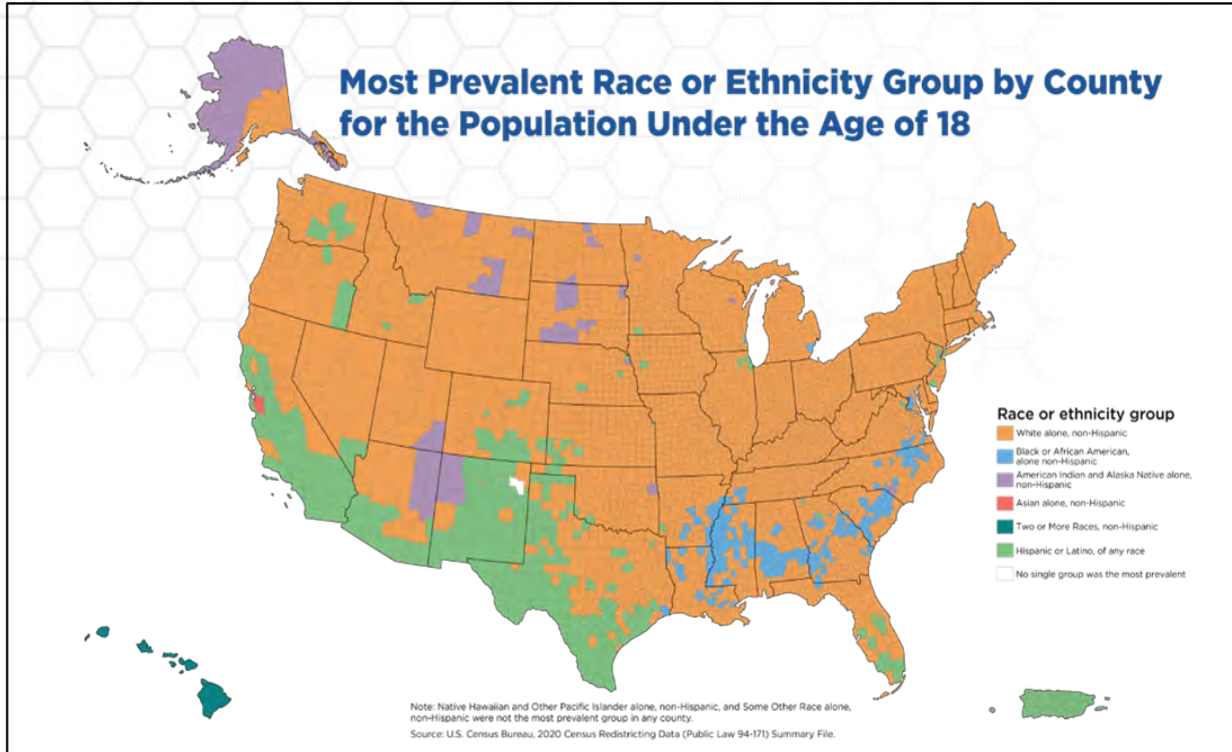 Most Prevalent Race or Ethnicity Group by County
for the Population Under the Age of 18
Race or ethnicity group
White alone, non-Hispanic
Black or African American,
alone non-Hispanic
American Indian and Alaska Native alone,
non-Hispanic
Asian alone, non-Hispanic
Two or More Races, non-Hispanic
Hispanic or Latino, of any race
No single group was the most prevalent
Note: Native Hawaiian and Other Pacific Islander alone, non-Hispanic, and Some Other Race alone,
non-Hispanic were not the most prevalent group in any county.
Source: U.S. Census Bureau, 2020 Census Redistricting Data (Public Law 94-171) Summary File.